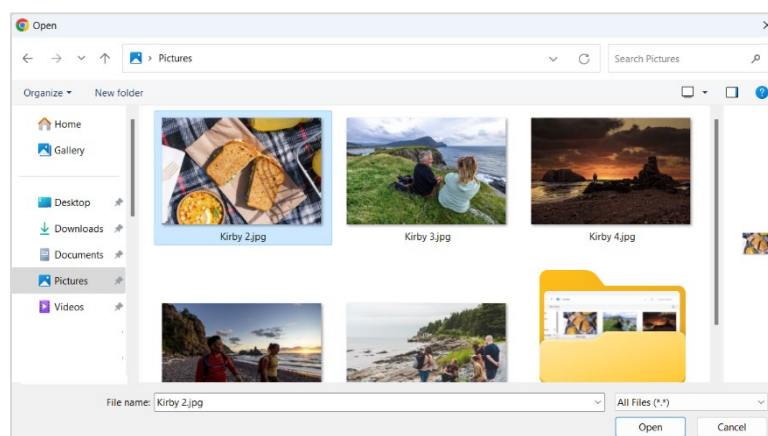 Open
Pictures
Search Pictures
Organize
New folder
Home
Gallery
Desktop
Downloads
Documents
Pictures
Videos
Kirby 2.jpg
Kirby 3.jpg
Kirby 4.jpg
File name: Kirby 2.jpg
All Files (*.*)
Open
Cancel